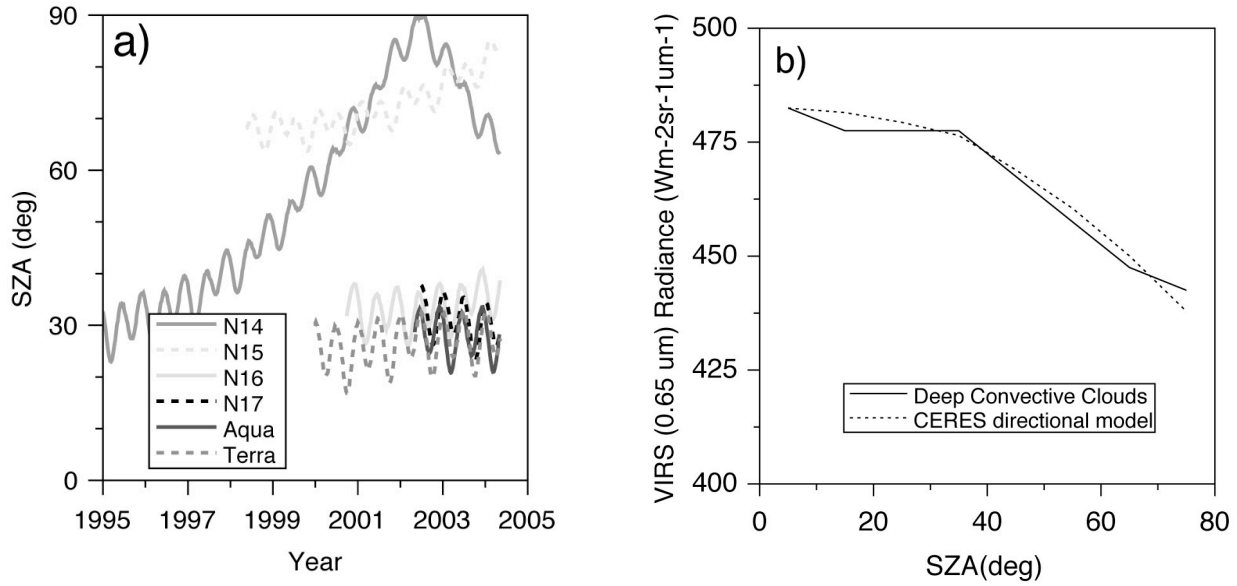 a)
90
60
30
0
SZA (deg)
1995
1997
1999
2001
2003
2005
Year
N14
N15
N16
N17
Aqua
Terra
b)
500
475
450
425
400
VIRS (0.65 um) Radiance (Wm-2sr-1um-1)
Deep Convective Clouds
CERES directional model
0
20
40
60
80
SZA(deg)